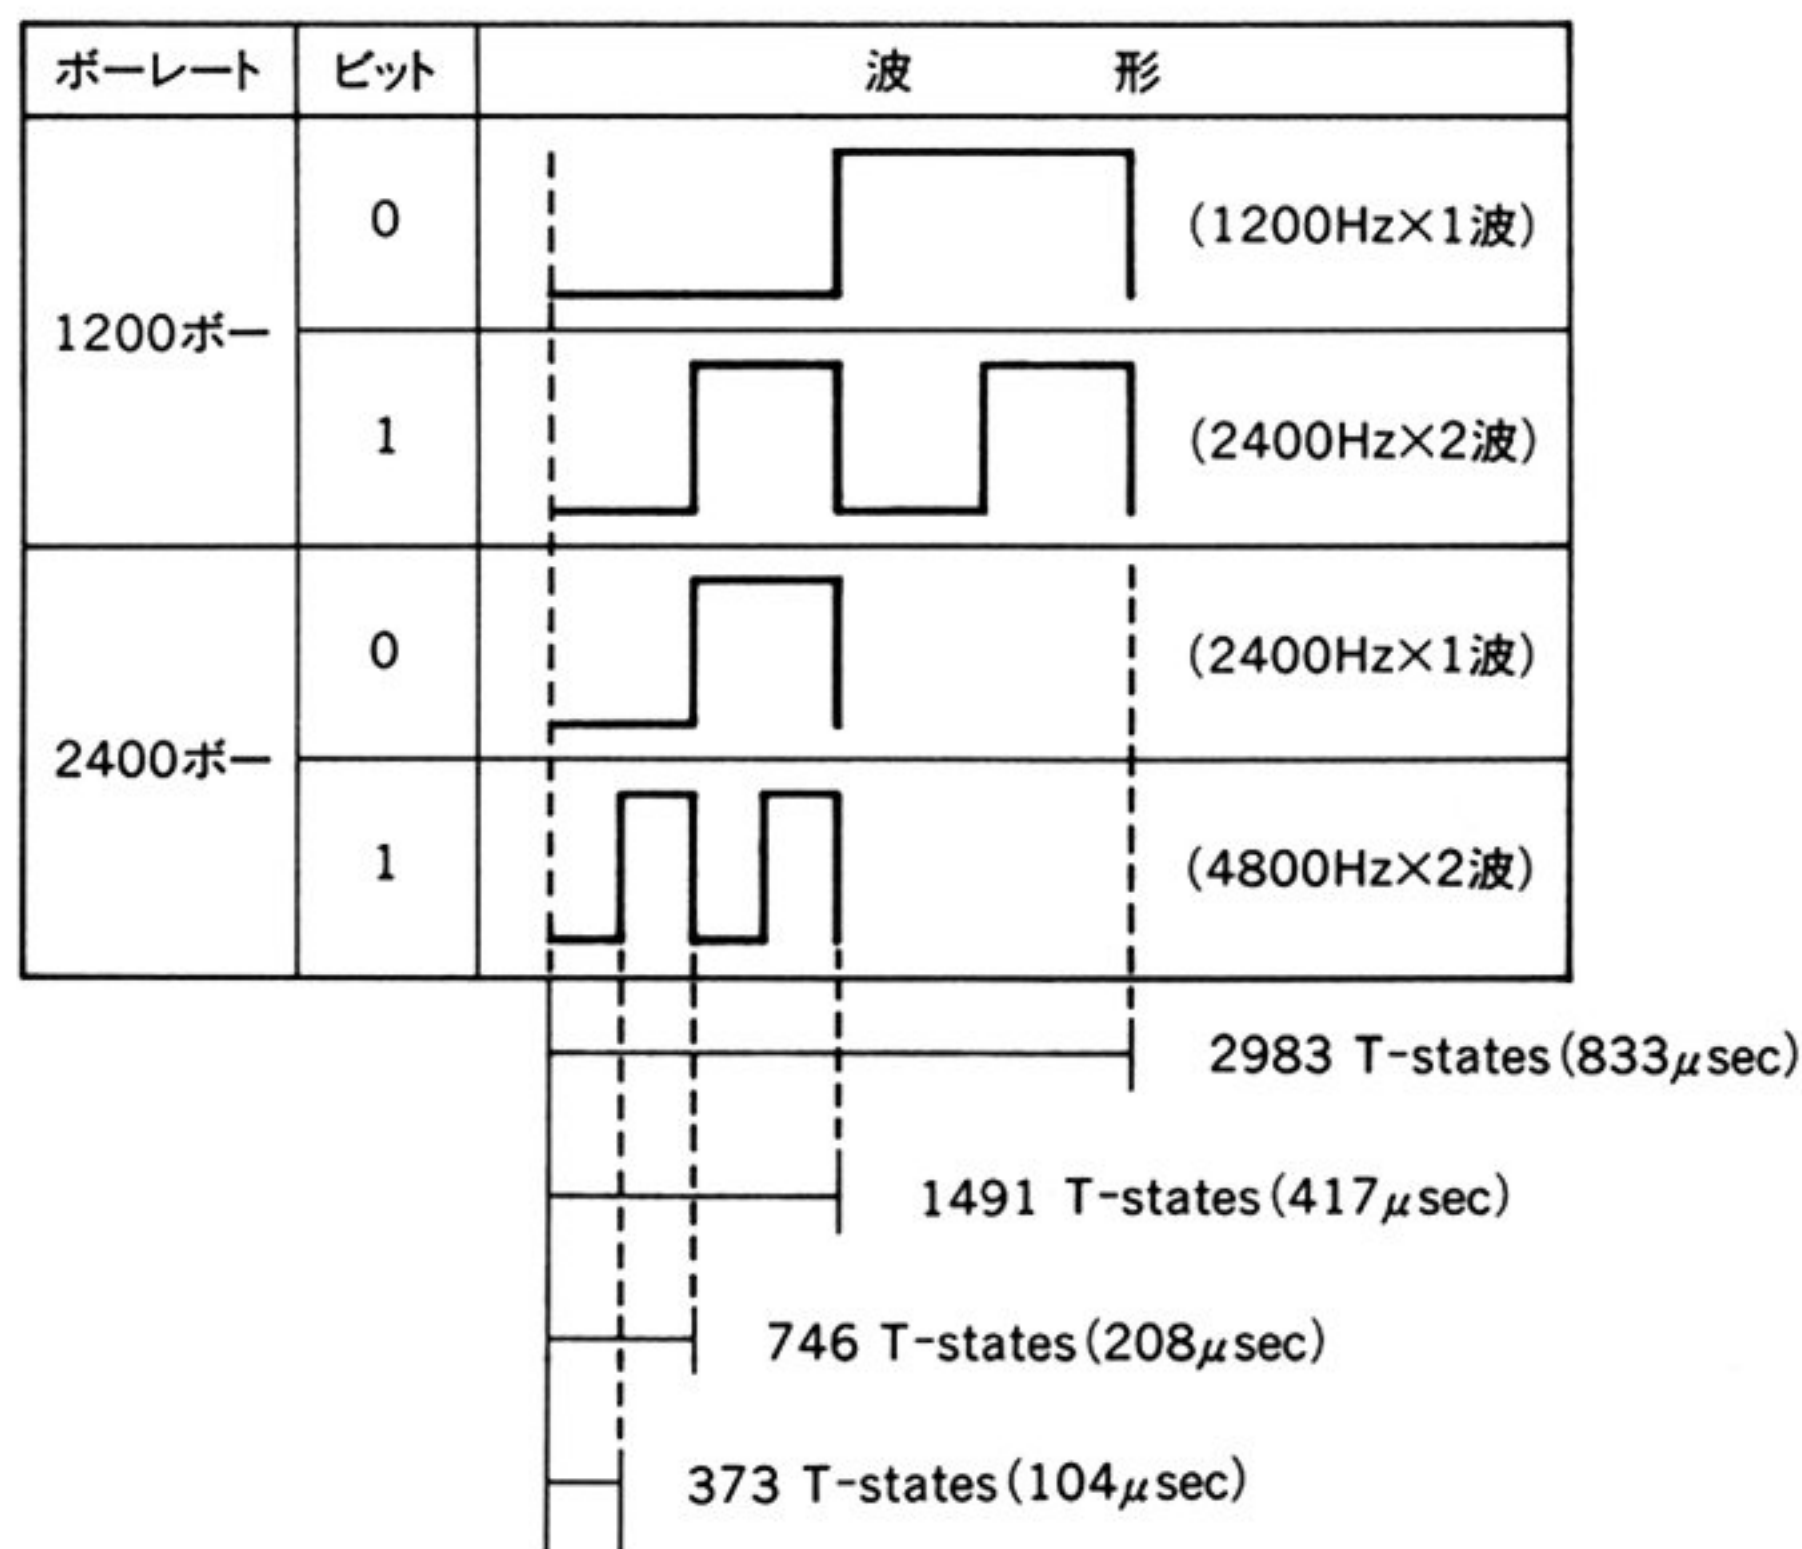 ボーレート ビット 波 形
1200ボー
0 (1200Hz×1波)
1 (2400Hz×2波)
2400ボー
0 (2400Hz×1波)
1 (4800Hz×2波)
2983 T-states(833μsec)
1491 T-states(417μsec)
746 T-states(208μsec)
373 T-states(104μsec)